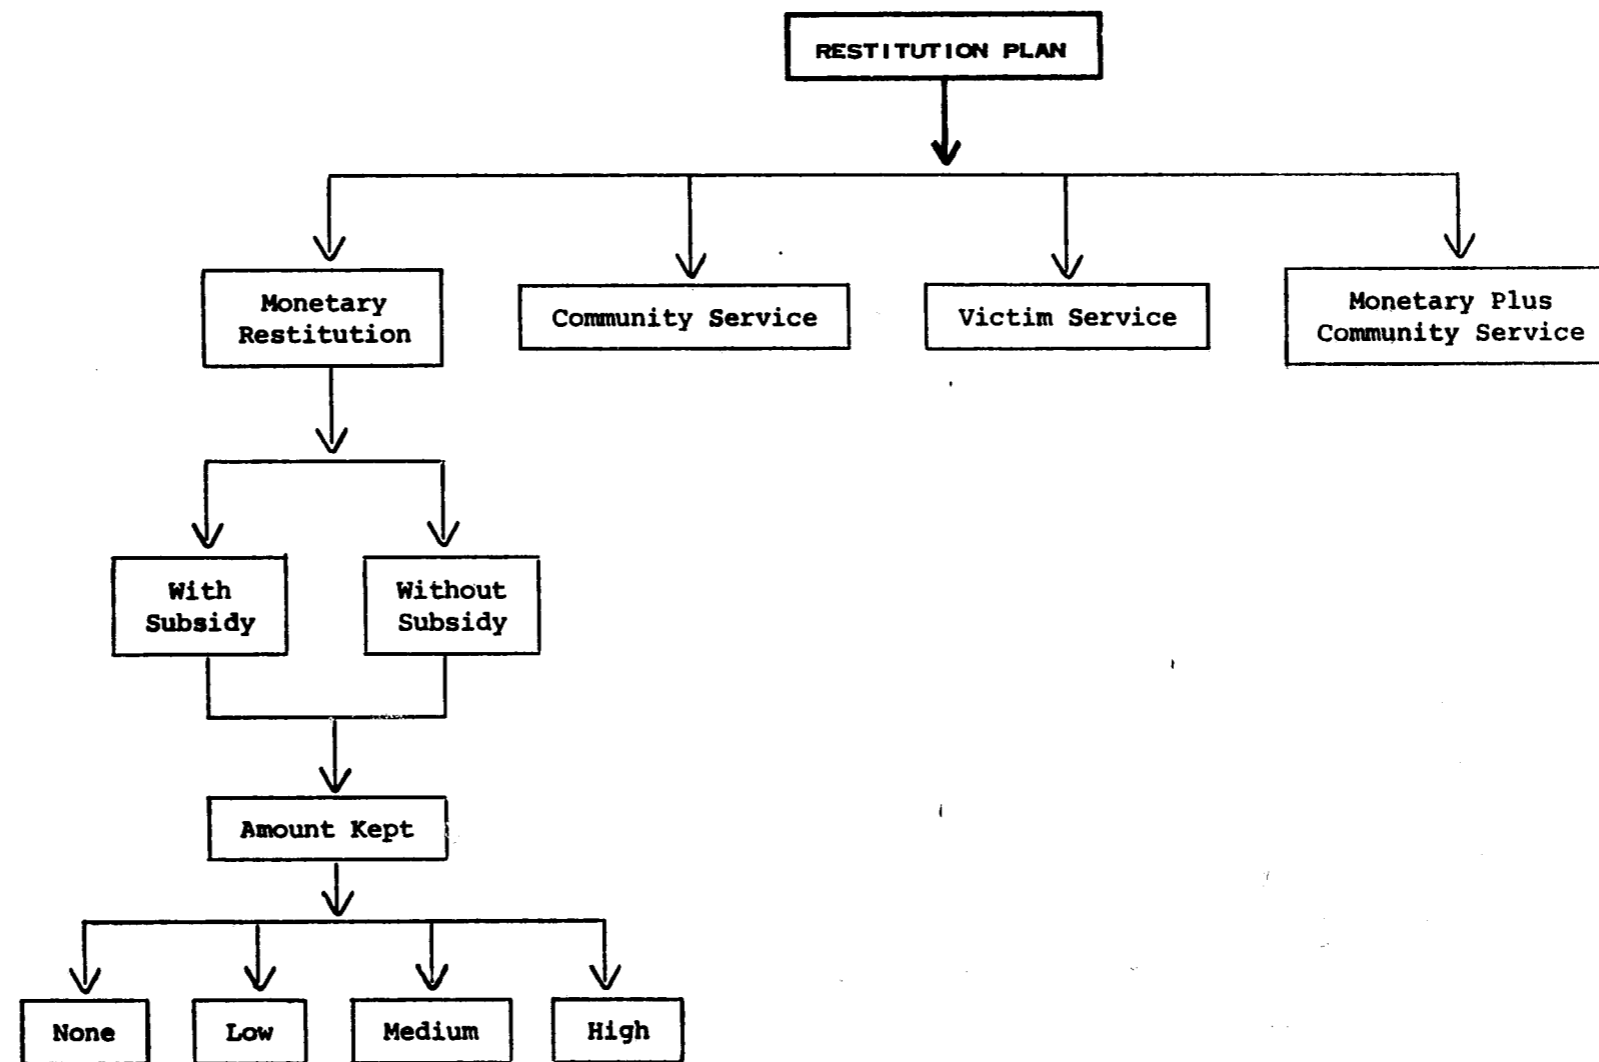 RESTITUTION PLAN
Monetary
Restitution
Community Service
Victim Service
Monetary Plus
Community Service
With
Subsidy
Without
Subsidy
Amount Kept
None
Low
Medium
High